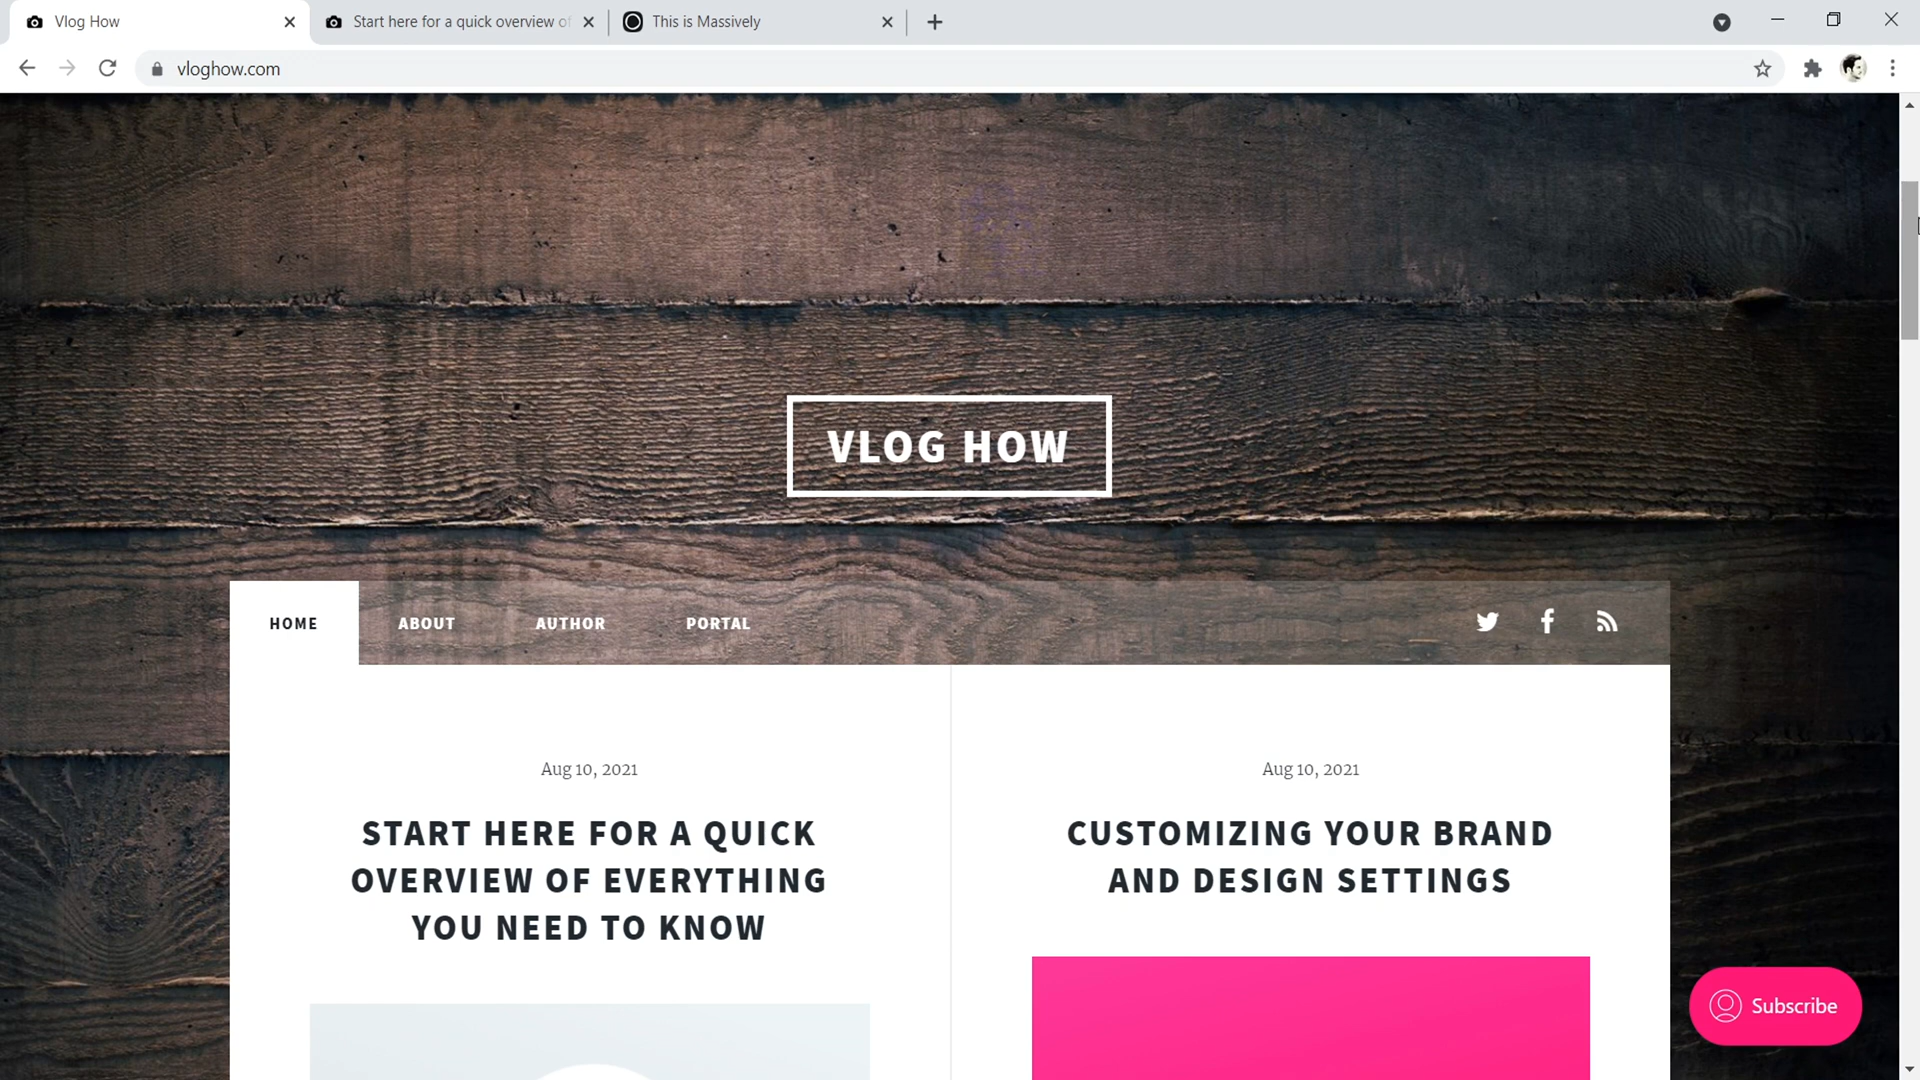 Vlog How
Start here for a quick overview of
This is Massively
vloghow.com
VLOG HOW
HOME
ABOUT
AUTHOR
PORTAL
Aug 10, 2021
START HERE FOR A QUICK
OVERVIEW OF EVERYTHING
YOU NEED TO KNOW
Aug 10, 2021
CUSTOMIZING YOUR BRAND
AND DESIGN SETTINGS
Subscribe